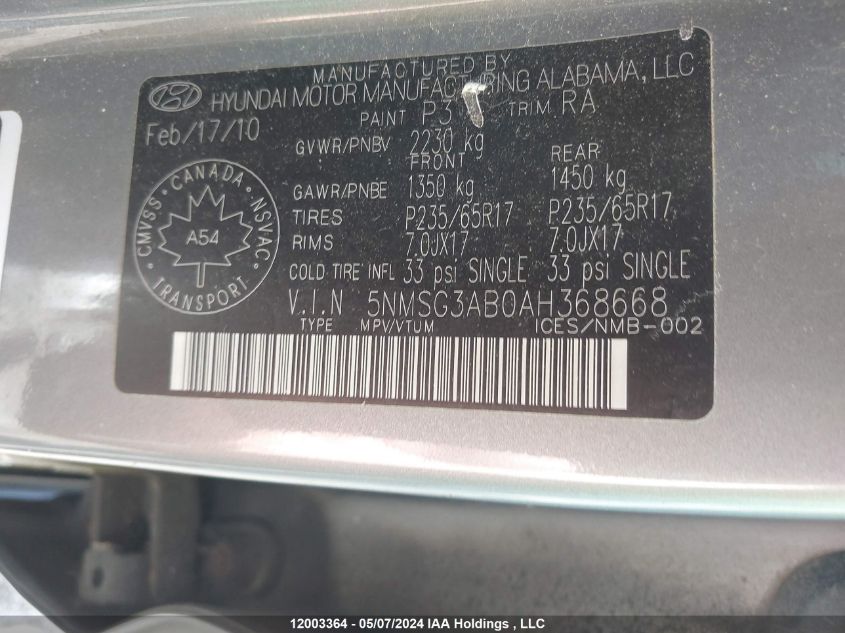 MANUFACTURED BY
HYUNDAI MOTOR MANUFACTURING ALABAMA, LLC
PAINT P3 TRIM RA
Feb/17/10
GVWR/PNBV 2230 kg
FRONT REAR
GAWR/PNBE 1350 kg 1450 kg
TIRES P235/65R17 P235/65R17
RIMS 7.0JX17 7.0JX17
COLD TIRE INFL 33 psi SINGLE 33 psi SINGLE
V.I.N 5NMSG3AB0AH368668
TYPE MPV/VTUM ICES/NMB-002
CMVSS · CANADA · NSVAC
A54
TRANSPORT
12003364 - 05/07/2024 IAA Holdings , LLC